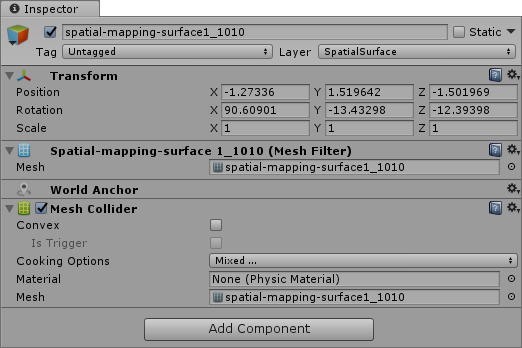 Inspector
spatial-mapping-surface1_1010 Static
Tag Untagged Layer SpatialSurface
Transform
Position X -1.27336 Y 1.519642 Z -1.501969
Rotation X 90.60901 Y -13.43298 Z -12.39398
Scale X 1 Y 1 Z 1
Spatial-mapping-surface 1_1010 (Mesh Filter)
Mesh spatial-mapping-surface1_1010
World Anchor
Mesh Collider
Convex
Is Trigger
Cooking Options Mixed ...
Material None (Physic Material)
Mesh spatial-mapping-surface1_1010
Add Component